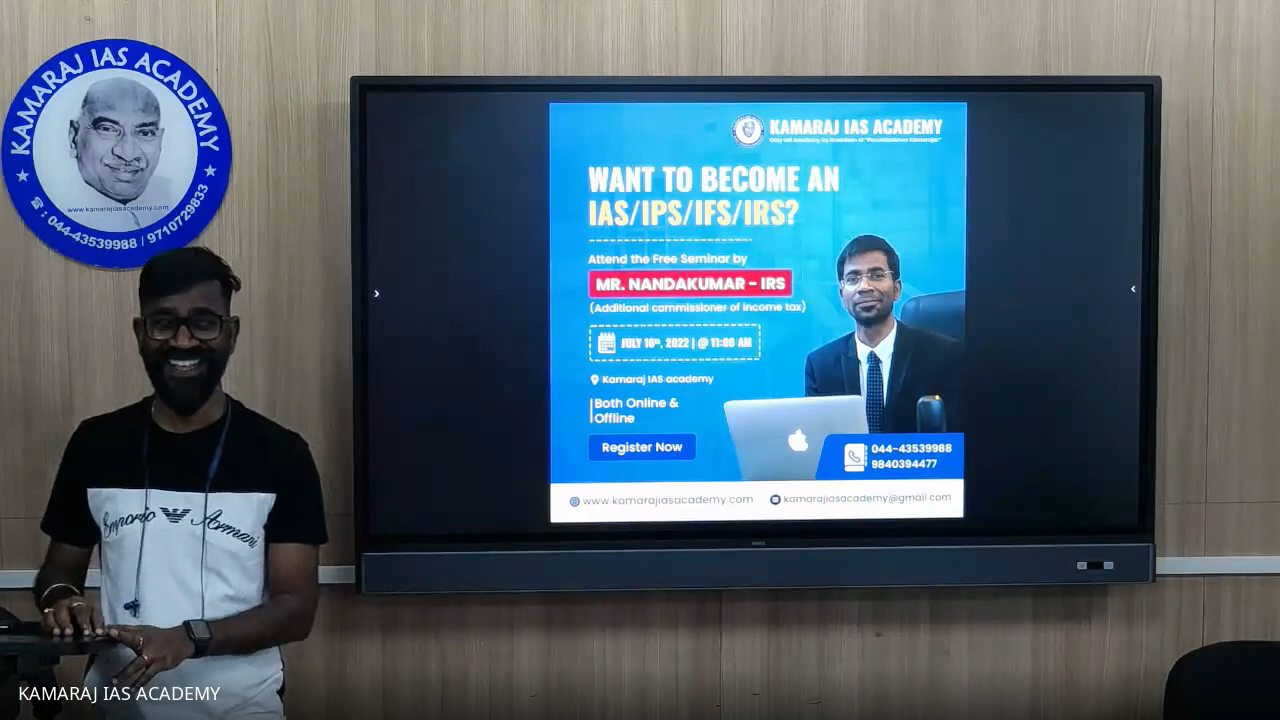 KAMARAJ IAS ACADEMY
www.kamarajiasacademy.com
☎ : 044-43539988 / 9710729833
KAMARAJ IAS ACADEMY
WANT TO BECOME AN
IAS/IPS/IFS/IRS?
Attend the Free Seminar by
MR. NANDAKUMAR - IRS
(Additional commissioner of income tax)
JULY 16th, 2022 | @ 11:00 AM
Kamaraj IAS academy
Both Online &
Offline
Register Now
044-43539988
9840394477
www.kamarajiasacademy.com
kamarajiasacademy@gmail.com
Emporio Armani
KAMARAJ IAS ACADEMY